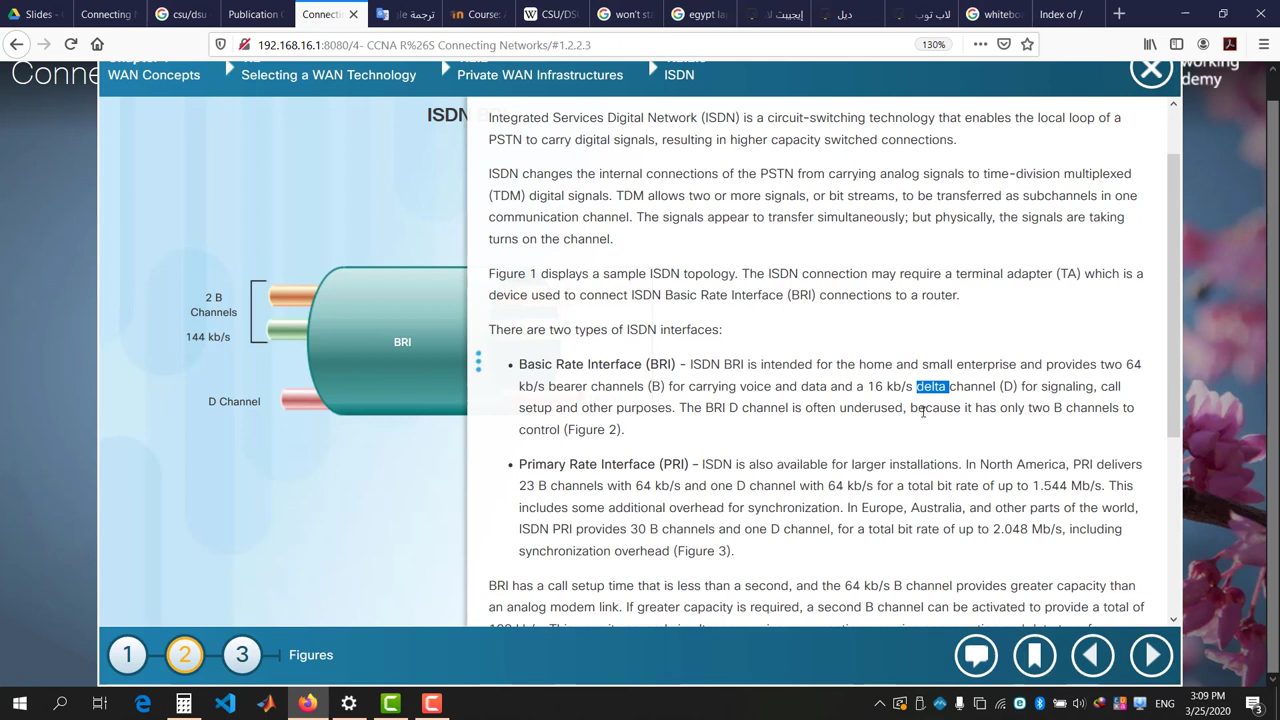 Slides -
Connecting N
csu/dsu
Publication C
Connecti
ترجمة
Course:
CSU/DS
won't st
egypt la
إيجيبت لا
ديل
لاب توب
whitebo
Index of /
192.168.16.1:8080/4- CCNA R%26S Connecting Networks/#1.2.2.3
130%
Conne
WAN Concepts
Selecting a WAN Technology
Private WAN Infrastructures
ISDN
working
demy
ISDN
Integrated Services Digital Network (ISDN) is a circuit-switching technology that enables the local loop of a
PSTN to carry digital signals, resulting in higher capacity switched connections.
ISDN changes the internal connections of the PSTN from carrying analog signals to time-division multiplexed
(TDM) digital signals. TDM allows two or more signals, or bit streams, to be transferred as subchannels in one
communication channel. The signals appear to transfer simultaneously; but physically, the signals are taking
turns on the channel.
Figure 1 displays a sample ISDN topology. The ISDN connection may require a terminal adapter (TA) which is a
device used to connect ISDN Basic Rate Interface (BRI) connections to a router.
There are two types of ISDN interfaces:
• Basic Rate Interface (BRI) - ISDN BRI is intended for the home and small enterprise and provides two 64
kb/s bearer channels (B) for carrying voice and data and a 16 kb/s delta channel (D) for signaling, call
setup and other purposes. The BRI D channel is often underused, because it has only two B channels to
control (Figure 2).
• Primary Rate Interface (PRI) – ISDN is also available for larger installations. In North America, PRI delivers
23 B channels with 64 kb/s and one D channel with 64 kb/s for a total bit rate of up to 1.544 Mb/s. This
includes some additional overhead for synchronization. In Europe, Australia, and other parts of the world,
ISDN PRI provides 30 B channels and one D channel, for a total bit rate of up to 2.048 Mb/s, including
synchronization overhead (Figure 3).
BRI has a call setup time that is less than a second, and the 64 kb/s B channel provides greater capacity than
an analog modem link. If greater capacity is required, a second B channel can be activated to provide a total of
2 B
Channels
144 kb/s
BRI
D Channel
1
2
3
Figures
ENG
3:09 PM
3/25/2020
3